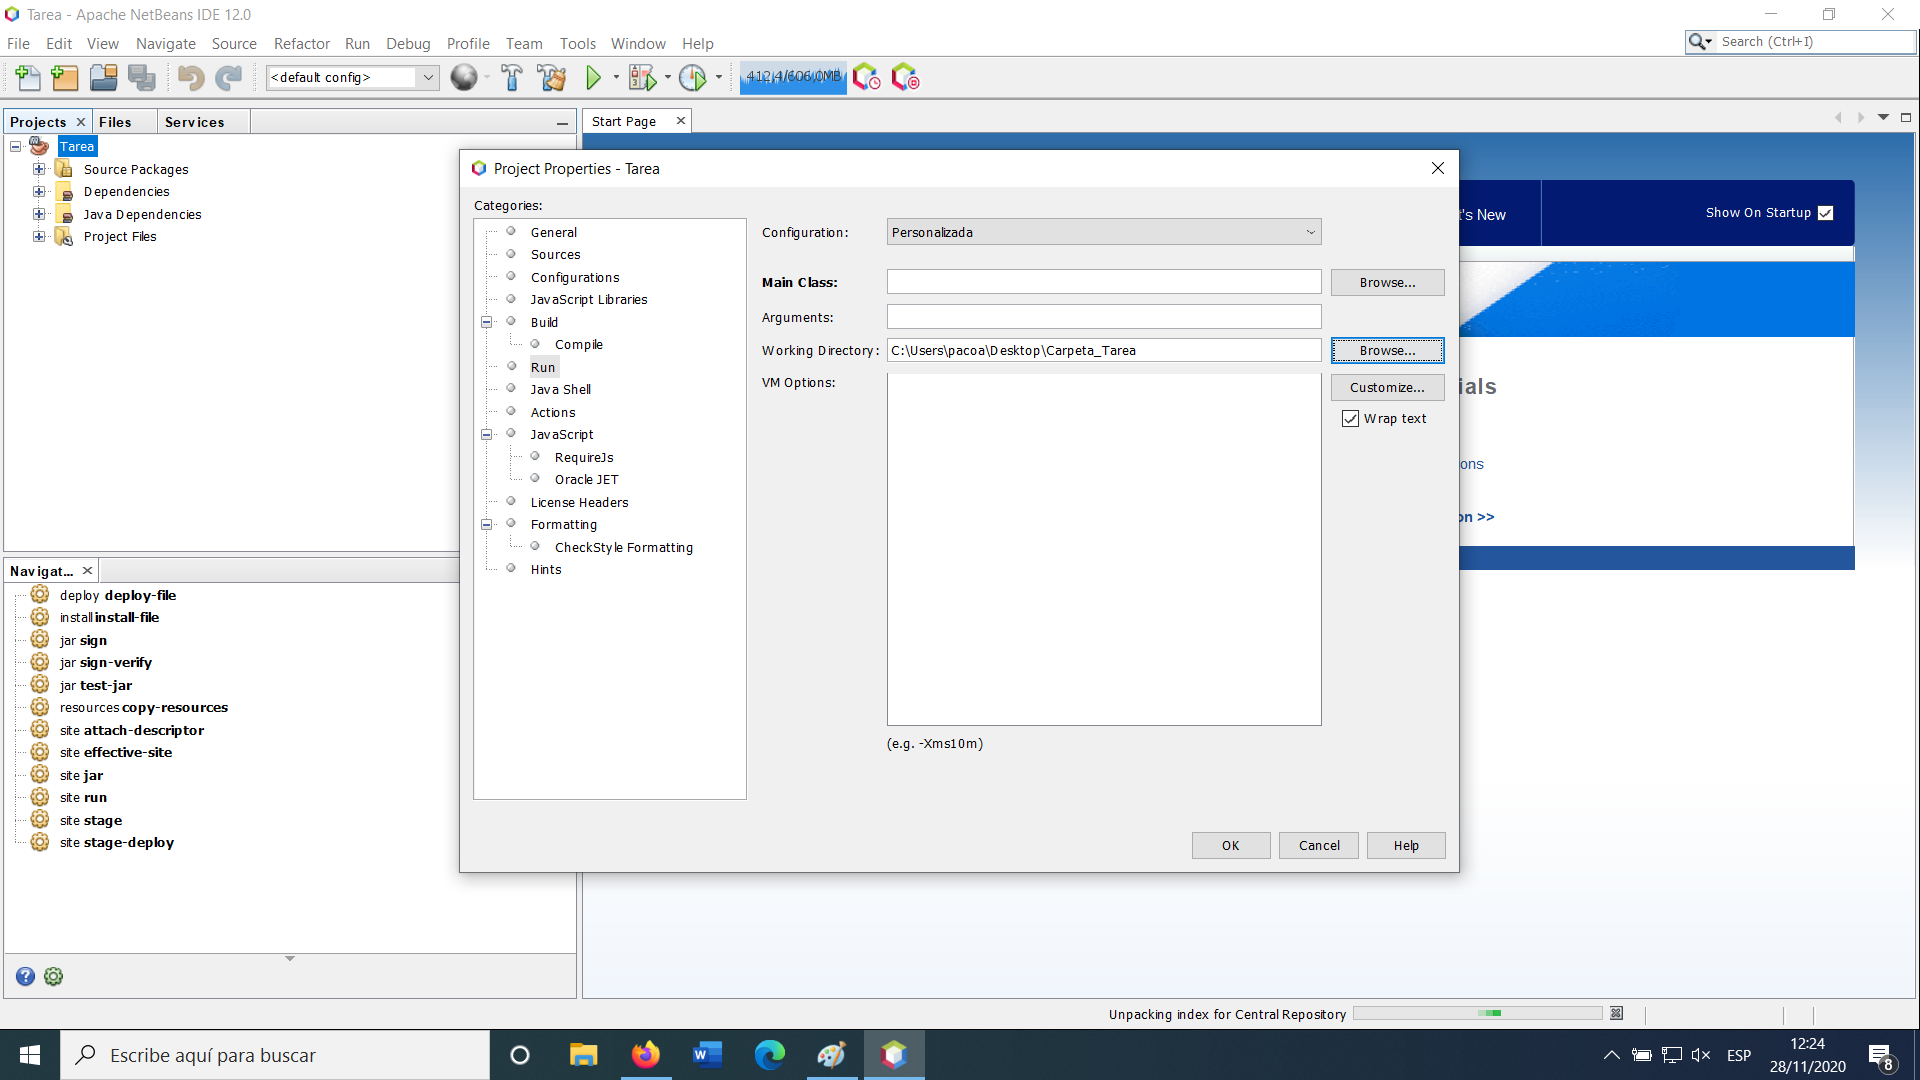 Tarea - Apache NetBeans IDE 12.0
File Edit View Navigate Source Refactor Run Debug Profile Team Tools Window Help
Search (Ctrl+I)
<default config>
412,4/606,0MB
Projects Files Services
Start Page
Tarea
Source Packages
Dependencies
Java Dependencies
Project Files
Project Properties - Tarea
Categories:
General
Sources
Configurations
JavaScript Libraries
Build
Compile
Run
Java Shell
Actions
JavaScript
RequireJs
Oracle JET
License Headers
Formatting
CheckStyle Formatting
Hints
Configuration: Personalizada
Main Class: Browse...
Arguments:
Working Directory: C:\Users\pacoa\Desktop\Carpeta_Tarea Browse...
VM Options: Customize...
Wrap text
(e.g. -Xms10m)
OK Cancel Help
t's New
Show On Startup
ials
ons
on >>
Navigat...
deploy deploy-file
install install-file
jar sign
jar sign-verify
jar test-jar
resources copy-resources
site attach-descriptor
site effective-site
site jar
site run
site stage
site stage-deploy
Unpacking index for Central Repository
Escribe aquí para buscar
ESP
12:24
28/11/2020
8